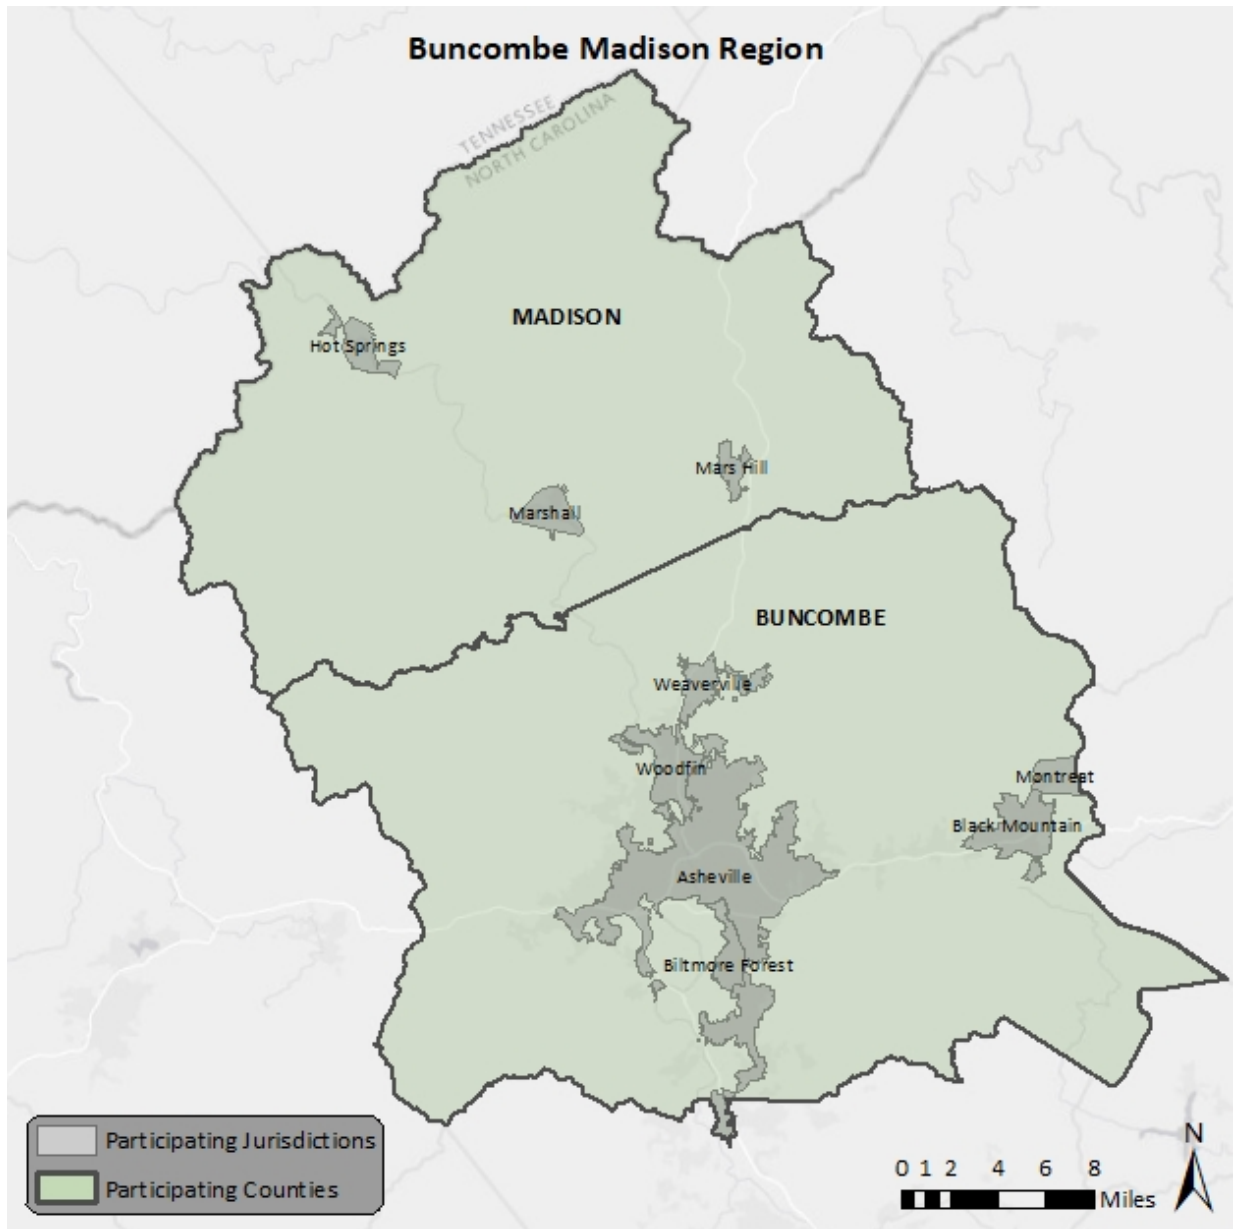 Buncombe Madison Region
TENNESSEE
NORTH CAROLINA
MADISON
Hot Springs
Mars Hill
Marshall
BUNCOMBE
Weaverville
Woodfin
Montreat
Black Mountain
Asheville
Biltmore Forest
Participating Jurisdictions
Participating Counties
0 1 2 4 6 8
Miles
N